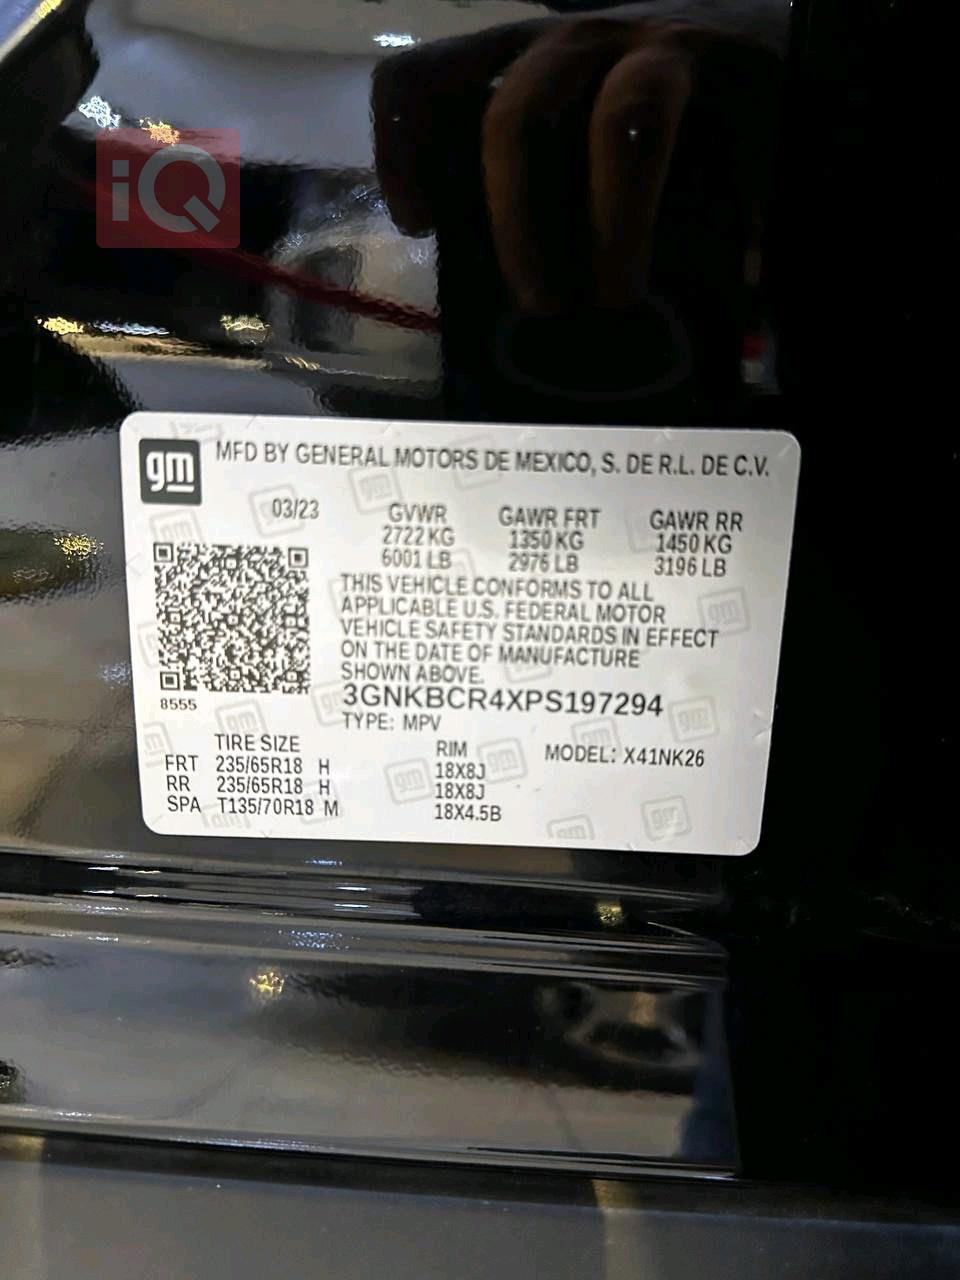 iQ
gm MFD BY GENERAL MOTORS DE MEXICO, S. DE R.L. DE C.V.
03/23 GVWR GAWR FRT GAWR RR
2722 KG 1350 KG 1450 KG
6001 LB 2976 LB 3196 LB
THIS VEHICLE CONFORMS TO ALL
APPLICABLE U.S. FEDERAL MOTOR
VEHICLE SAFETY STANDARDS IN EFFECT
ON THE DATE OF MANUFACTURE
SHOWN ABOVE.
8555 3GNKBCR4XPS197294
TYPE: MPV
TIRE SIZE RIM MODEL: X41NK26
FRT 235/65R18 H 18X8J
RR 235/65R18 H 18X8J
SPA T135/70R18 M 18X4.5B